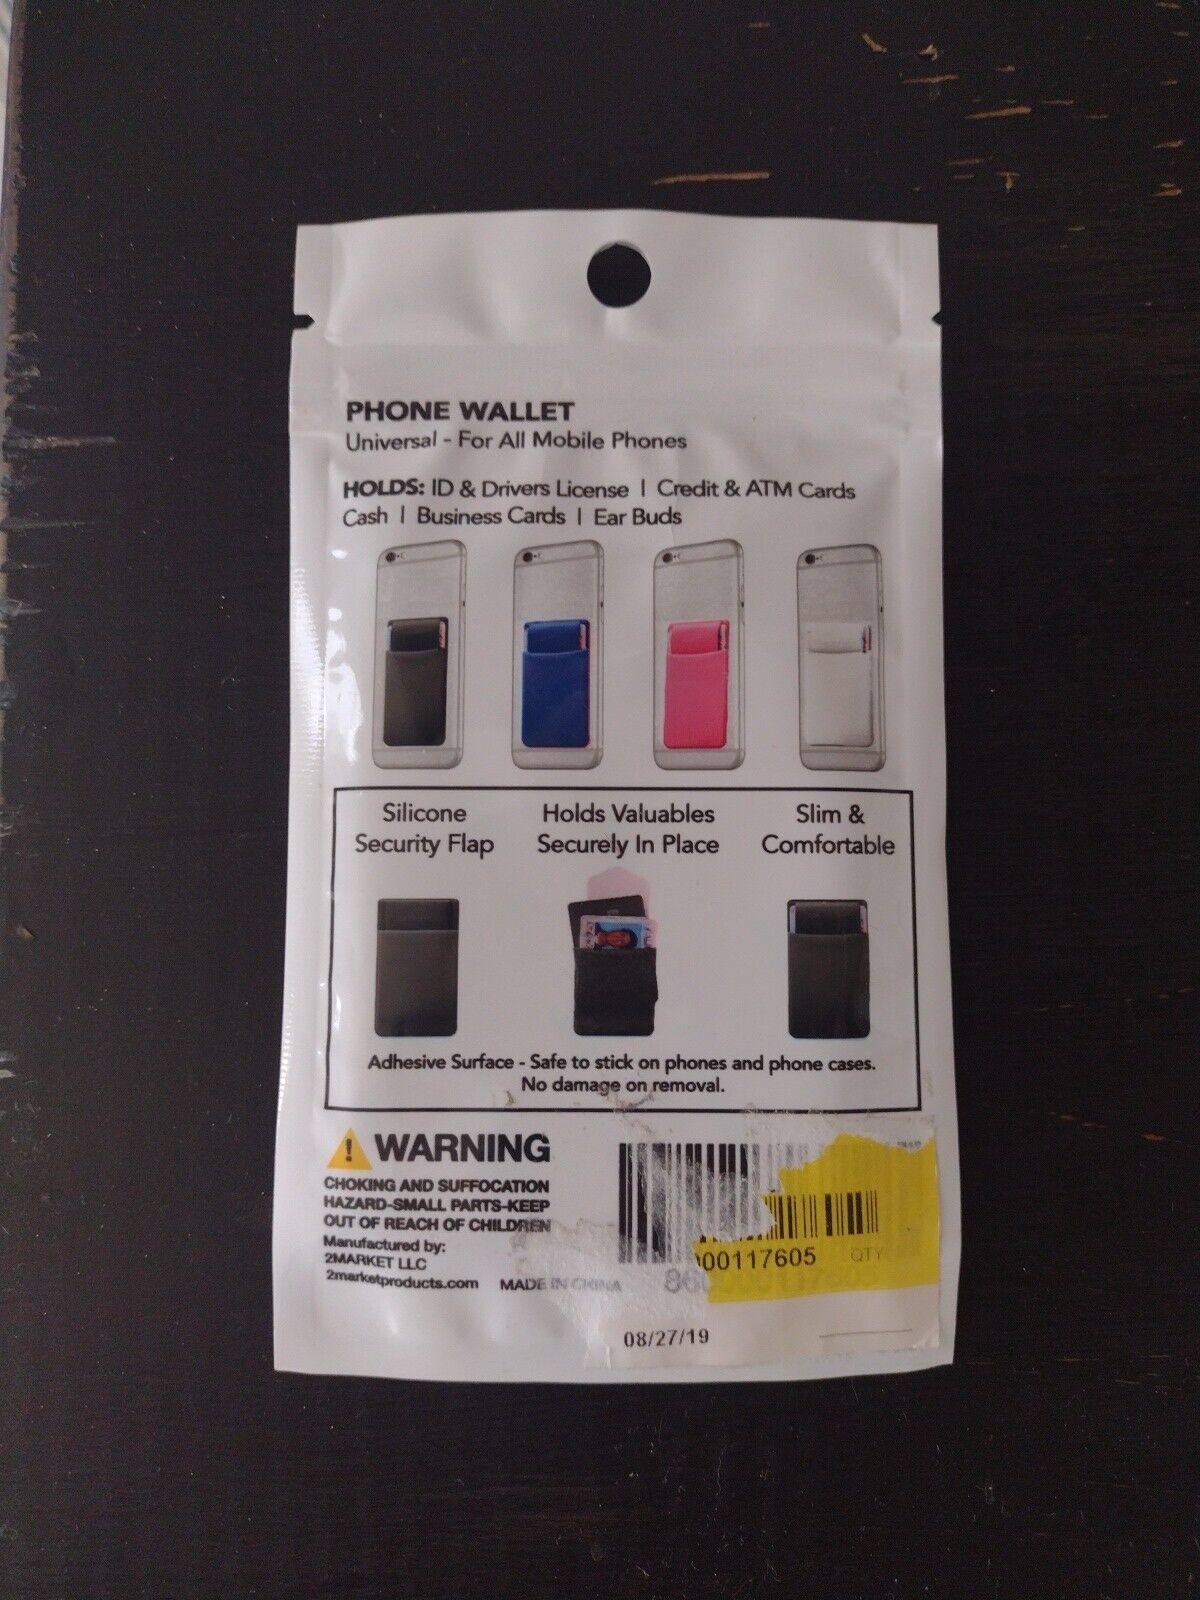 PHONE WALLET
Universal - For All Mobile Phones
HOLDS: ID & Drivers License | Credit & ATM Cards
Cash | Business Cards | Ear Buds
Silicone
Security Flap
Holds Valuables
Securely In Place
Slim &
Comfortable
Adhesive Surface - Safe to stick on phones and phone cases.
No damage on removal.
WARNING
CHOKING AND SUFFOCATION
HAZARD-SMALL PARTS-KEEP
OUT OF REACH OF CHILDREN
Manufactured by:
2MARKET LLC
2marketproducts.com MADE IN CHINA
00117605 QTY
08/27/19